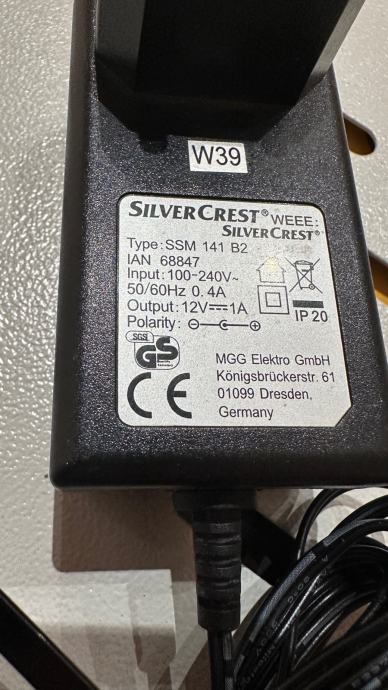 W39
SILVERCREST® WEEE:
SILVERCREST®
Type: SSM 141 B2
IAN 68847
Input: 100-240V~
50/60Hz 0.4A
Output: 12V⎓1A
IP 20
Polarity: ⊖-⊙-⊕
SGS
GS
CE
MGG Elektro GmbH
Königsbrückerstr. 61
01099 Dresden,
Germany